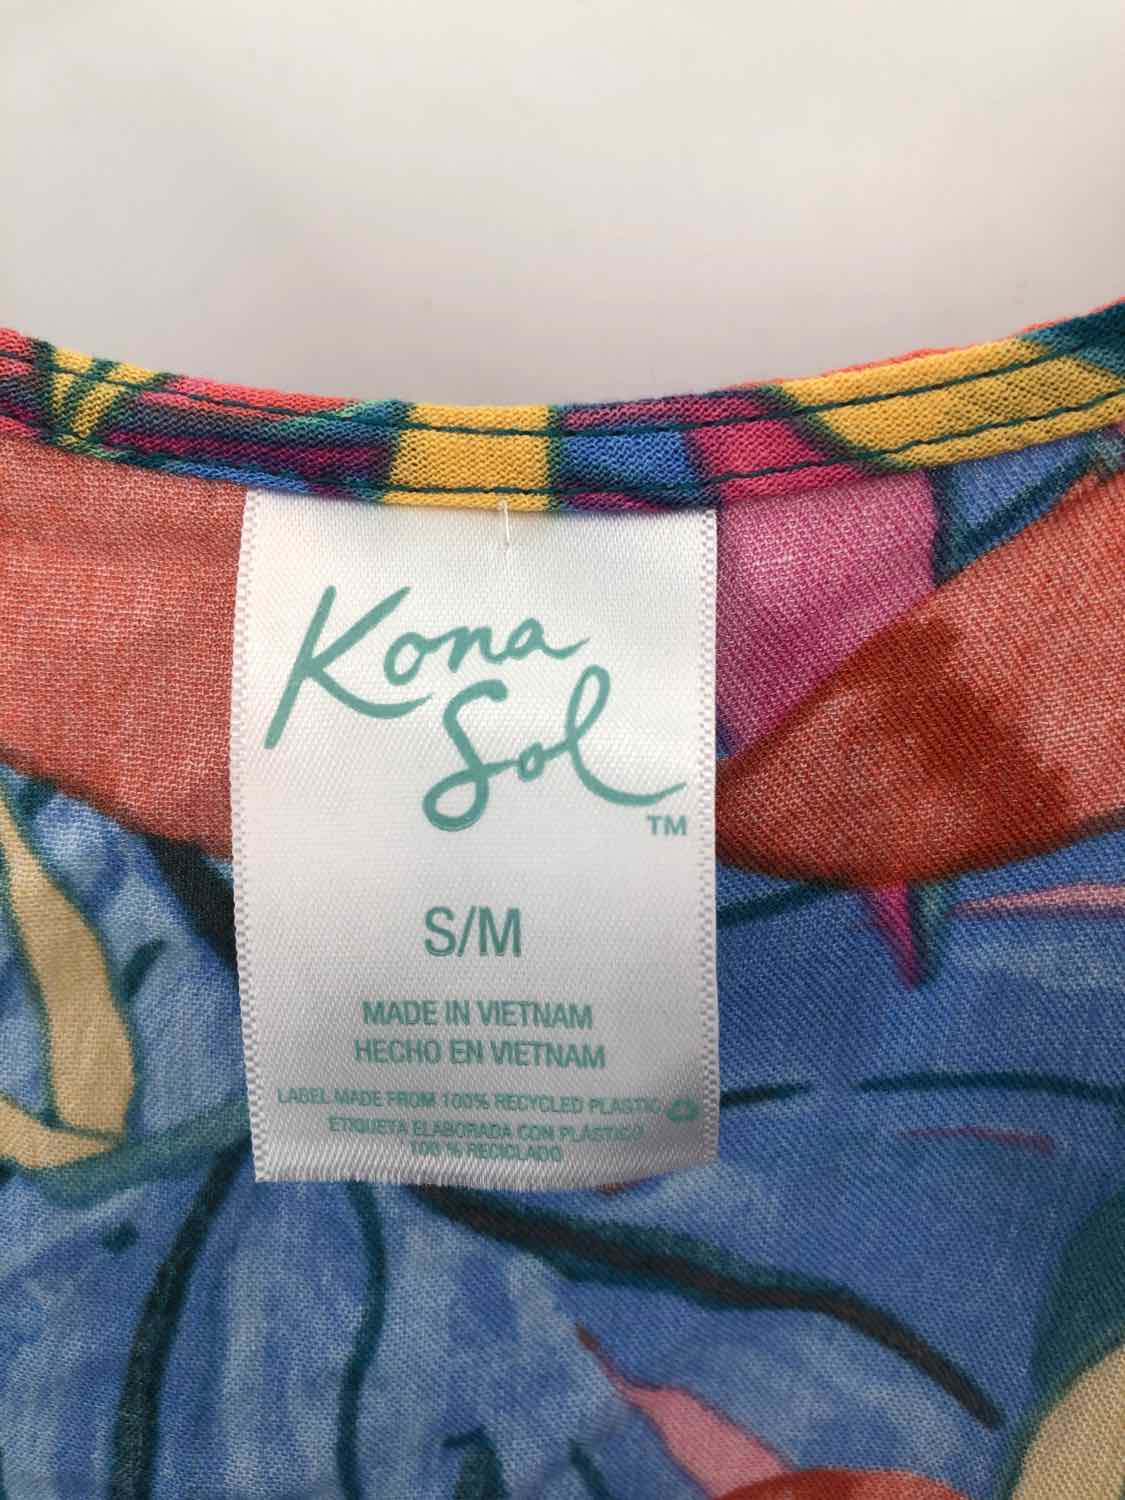 Kona
Sol
TM
S/M
MADE IN VIETNAM
HECHO EN VIETNAM
LABEL MADE FROM 100% RECYCLED PLASTIC
ETIQUETA ELABORADA CON PLÁSTICO
100 % RECICLADO